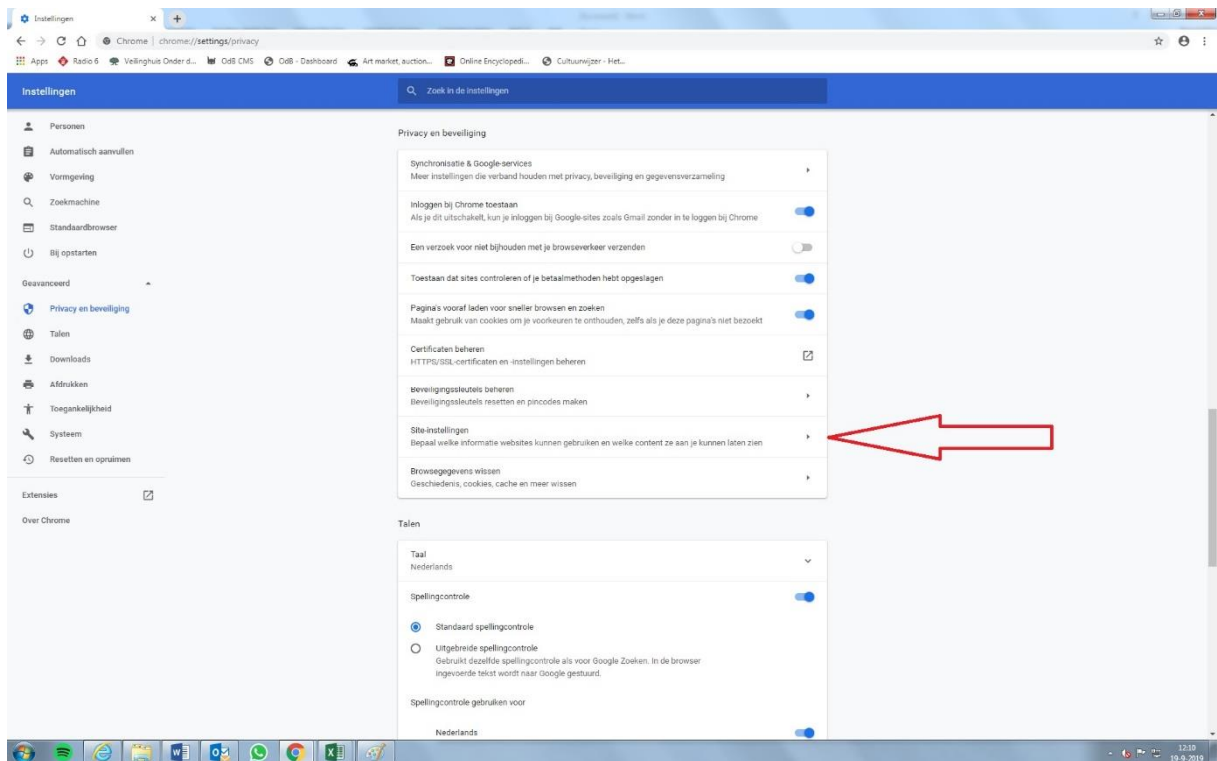 Instellingen
Chrome | chrome://settings/privacy
Apps Radio 6 Veilinghuis Onder d... OdB CMS OdB - Dashboard Art market, auction... Online Encyclopedi... Cultuurwijzer - Het...
Instellingen
Zoek in de instellingen
Personen
Automatisch aanvullen
Vormgeving
Zoekmachine
Standaardbrowser
Bij opstarten
Geavanceerd
Privacy en beveiliging
Talen
Downloads
Afdrukken
Toegankelijkheid
Systeem
Resetten en opruimen
Extensies
Over Chrome
Privacy en beveiliging
Synchronisatie & Google-services
Meer instellingen die verband houden met privacy, beveiliging en gegevensverzameling
Inloggen bij Chrome toestaan
Als je dit uitschakelt, kun je inloggen bij Google-sites zoals Gmail zonder in te loggen bij Chrome
Een verzoek voor niet bijhouden met je browseverkeer verzenden
Toestaan dat sites controleren of je betaalmethoden hebt opgeslagen
Pagina's vooraf laden voor sneller browsen en zoeken
Maakt gebruik van cookies om je voorkeuren te onthouden, zelfs als je deze pagina's niet bezoekt
Certificaten beheren
HTTPS/SSL-certificaten en -instellingen beheren
Beveiligingssleutels beheren
Beveiligingssleutels resetten en pincodes maken
Site-instellingen
Bepaal welke informatie websites kunnen gebruiken en welke content ze aan je kunnen laten zien
Browsegegevens wissen
Geschiedenis, cookies, cache en meer wissen
Talen
Taal
Nederlands
Spellingcontrole
Standaard spellingcontrole
Uitgebreide spellingcontrole
Gebruikt dezelfde spellingcontrole als voor Google Zoeken. In de browser
ingevoerde tekst wordt naar Google gestuurd.
Spellingcontrole gebruiken voor
Nederlands
12:10
19-9-2019